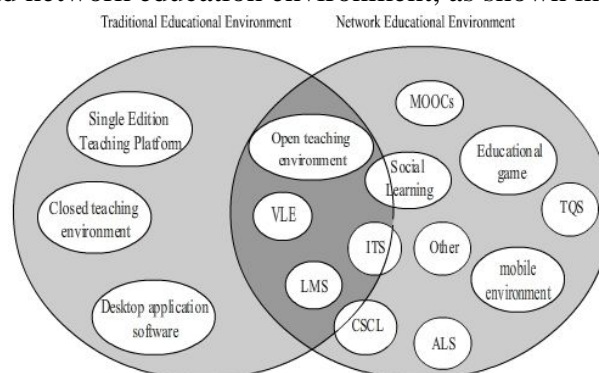 d network education environment, as shown in
Traditional Educational Environment
Network Educational Environment
Single Edition
Teaching Platform
Closed teaching
environment
Desktop application
software
Open teaching
environment
VLE
LMS
MOOCs
Social
Learning
Educational
game
TQS
ITS
Other
mobile
environment
CSCL
ALS